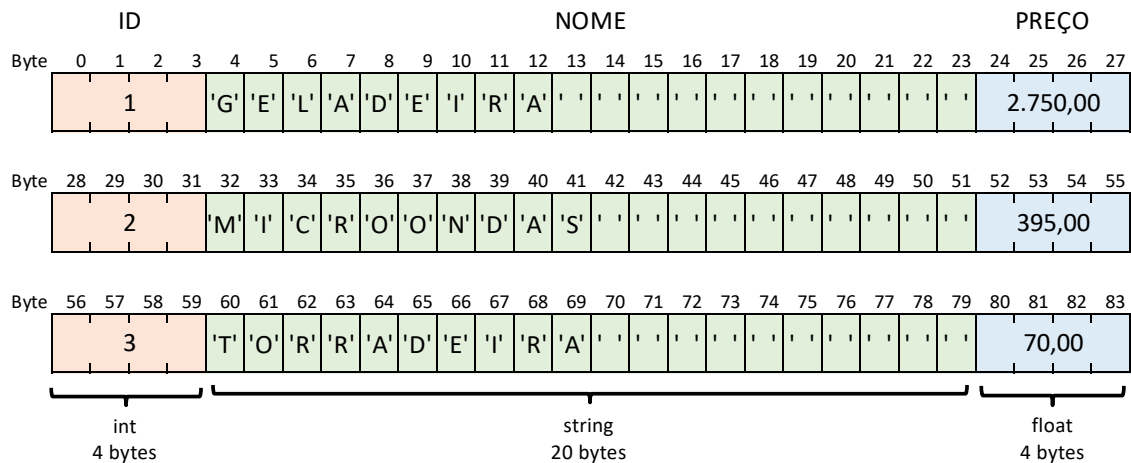 ID NOME PREÇO
Byte 0 1 2 3 4 5 6 7 8 9 10 11 12 13 14 15 16 17 18 19 20 21 22 23 24 25 26 27
1 'G' 'E' 'L' 'A' 'D' 'E' 'I' 'R' 'A' ' ' ' ' ' ' ' ' ' ' ' ' ' ' ' ' ' ' ' ' ' ' 2.750,00
Byte 28 29 30 31 32 33 34 35 36 37 38 39 40 41 42 43 44 45 46 47 48 49 50 51 52 53 54 55
2 'M' 'I' 'C' 'R' 'O' 'O' 'N' 'D' 'A' 'S' ' ' ' ' ' ' ' ' ' ' ' ' ' ' ' ' ' ' ' ' 395,00
Byte 56 57 58 59 60 61 62 63 64 65 66 67 68 69 70 71 72 73 74 75 76 77 78 79 80 81 82 83
3 'T' 'O' 'R' 'R' 'A' 'D' 'E' 'I' 'R' 'A' ' ' ' ' ' ' ' ' ' ' ' ' ' ' ' ' ' ' ' ' 70,00
int string float
4 bytes 20 bytes 4 bytes